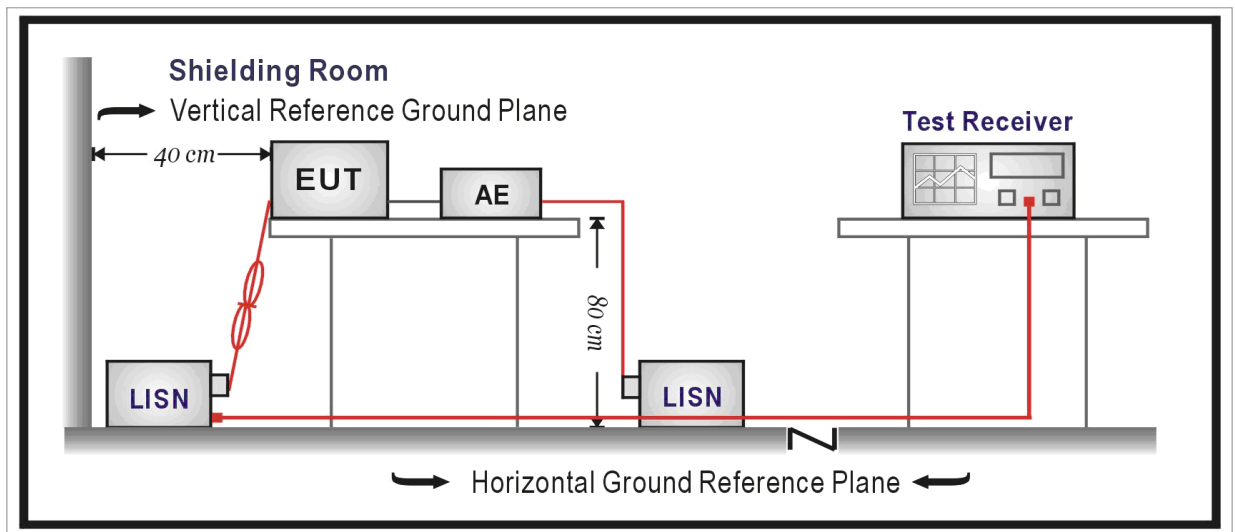 Shielding Room
Vertical Reference Ground Plane
40 cm
EUT
AE
Test Receiver
80 cm
LISN
LISN
Horizontal Ground Reference Plane